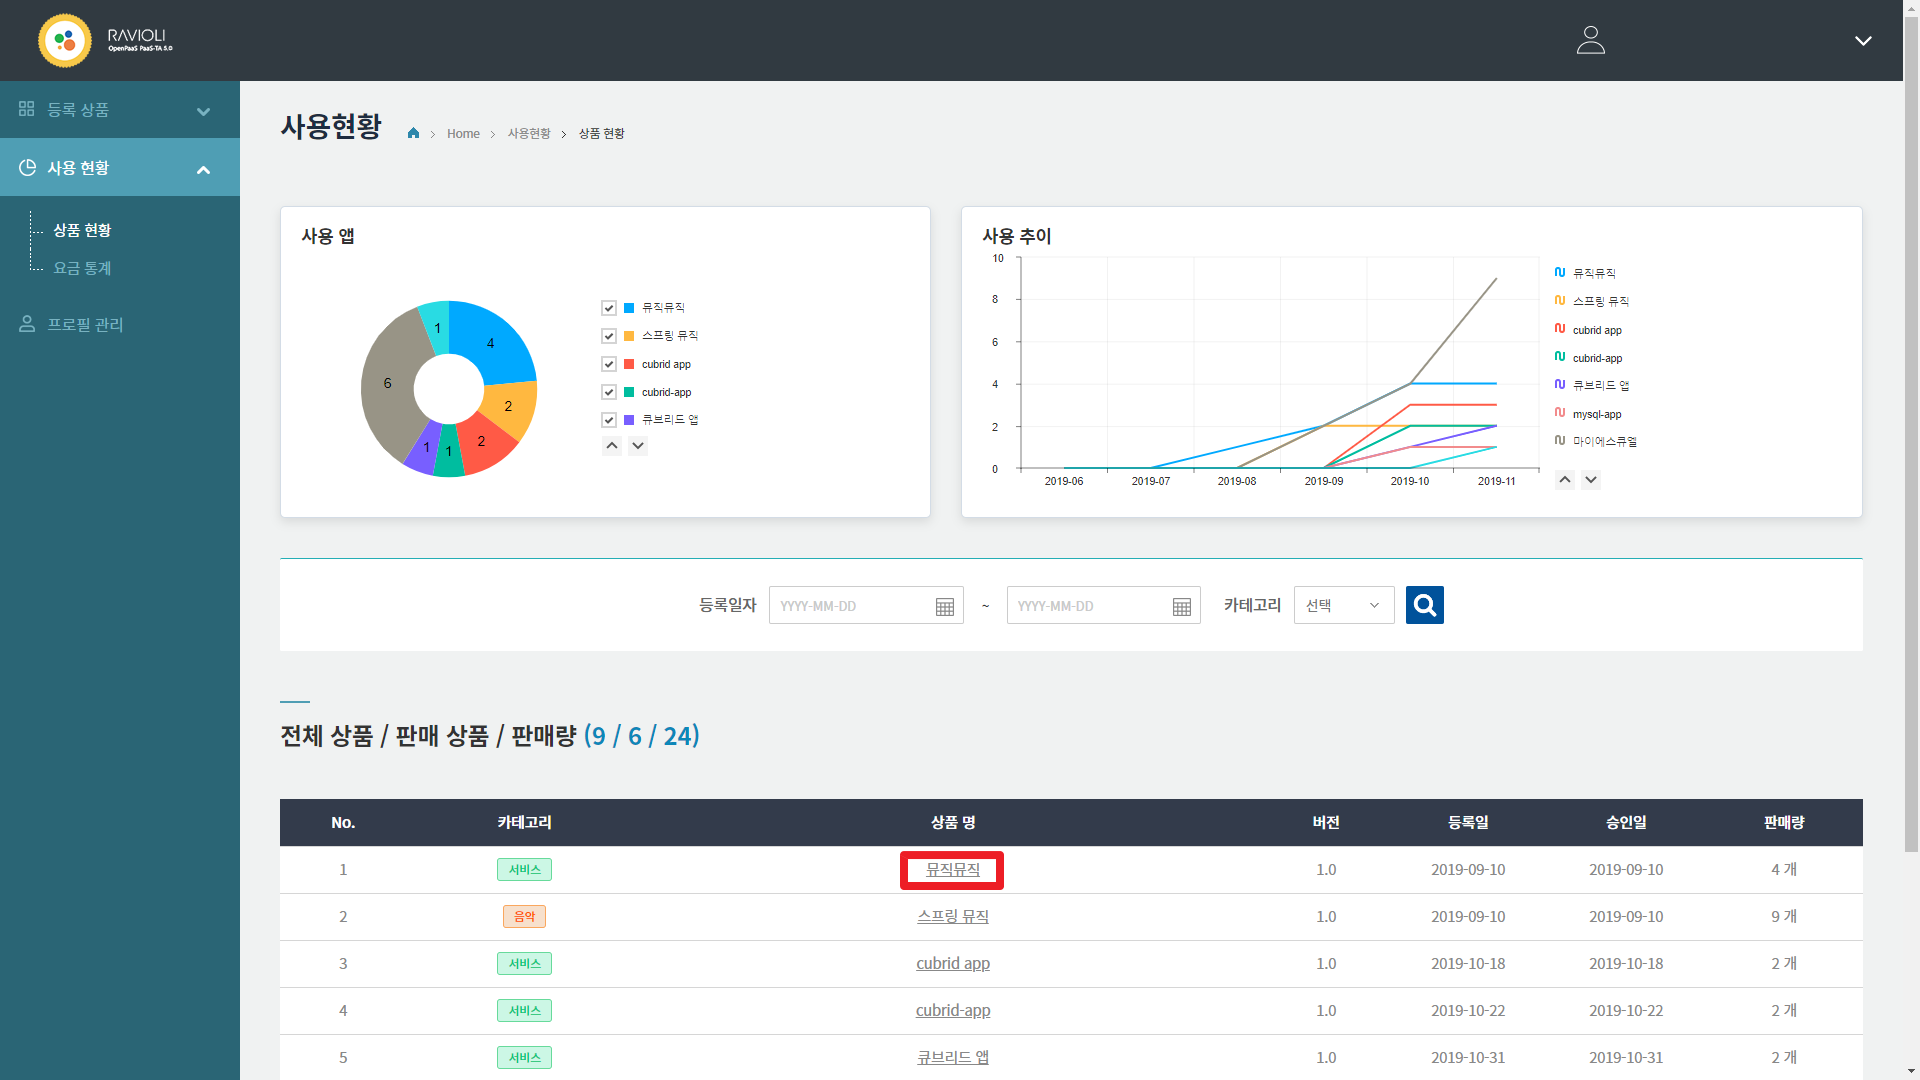 RAVIOLI
OpenPaaS PaaS-TA 5.0
등록 상품
사용 현황
상품 현황
요금 통계
프로필 관리
사용현황
Home
사용현황
상품 현황
사용 앱
4
2
2
1
1
6
1
뮤직뮤직
스프링 뮤직
cubrid app
cubrid-app
큐브리드 앱
사용 추이
10
8
6
4
2
0
2019-06
2019-07
2019-08
2019-09
2019-10
2019-11
뮤직뮤직
스프링 뮤직
cubrid app
cubrid-app
큐브리드 앱
mysql-app
마이에스큐엘
등록일자 YYYY-MM-DD ~ YYYY-MM-DD 카테고리 선택
전체 상품 / 판매 상품 / 판매량 (9 / 6 / 24)
No. 카테고리 상품 명 버전 등록일 승인일 판매량
1 서비스 뮤직뮤직 1.0 2019-09-10 2019-09-10 4 개
2 음악 스프링 뮤직 1.0 2019-09-10 2019-09-10 9 개
3 서비스 cubrid app 1.0 2019-10-18 2019-10-18 2 개
4 서비스 cubrid-app 1.0 2019-10-22 2019-10-22 2 개
5 서비스 큐브리드 앱 1.0 2019-10-31 2019-10-31 2 개